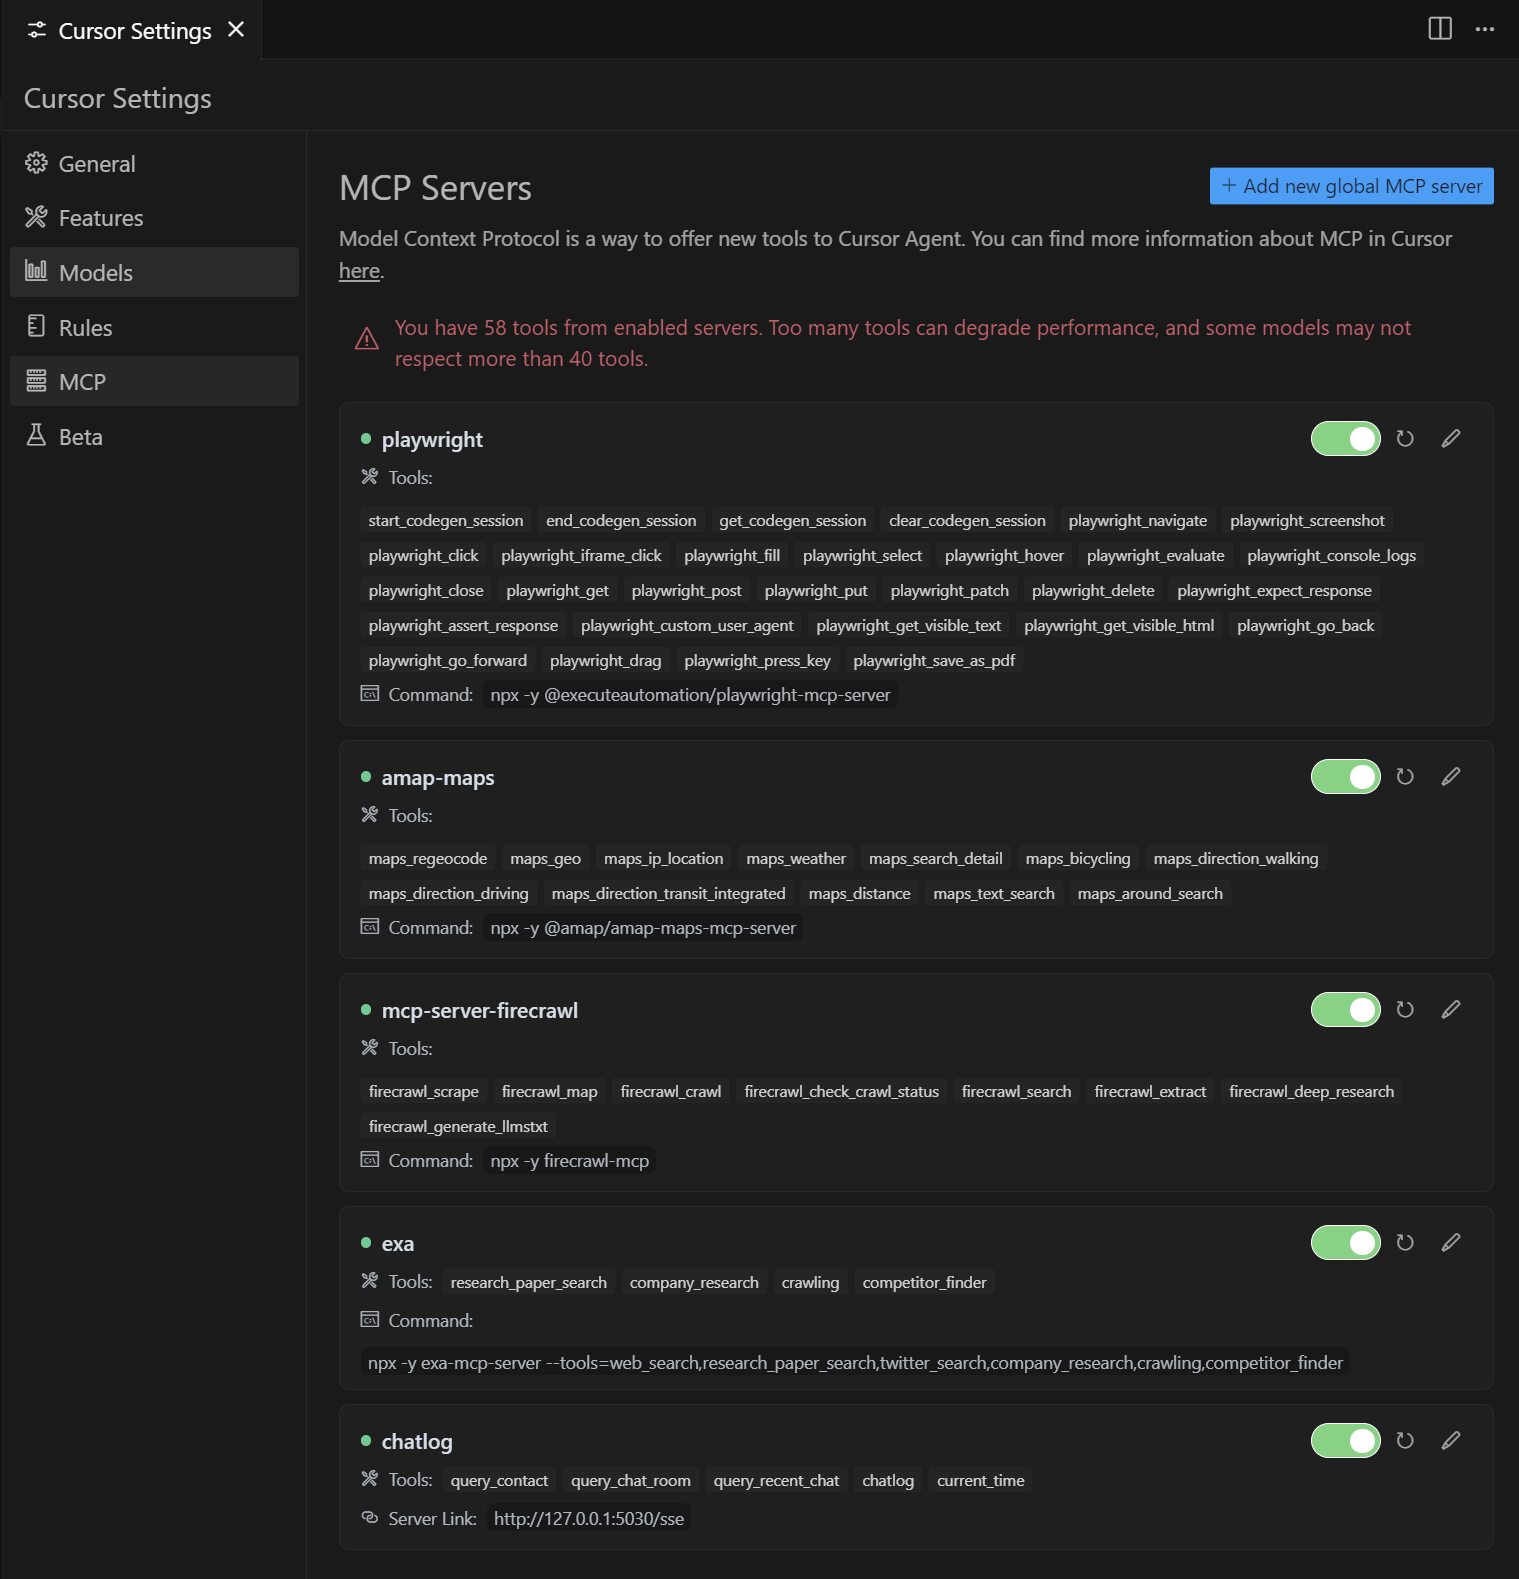 Cursor Settings
Cursor Settings
General
Features
Models
Rules
MCP
Beta
MCP Servers
+ Add new global MCP server
Model Context Protocol is a way to offer new tools to Cursor Agent. You can find more information about MCP in Cursor
here.
You have 58 tools from enabled servers. Too many tools can degrade performance, and some models may not
respect more than 40 tools.
playwright
Tools:
start_codegen_session end_codegen_session get_codegen_session clear_codegen_session playwright_navigate playwright_screenshot
playwright_click playwright_iframe_click playwright_fill playwright_select playwright_hover playwright_evaluate playwright_console_logs
playwright_close playwright_get playwright_post playwright_put playwright_patch playwright_delete playwright_expect_response
playwright_assert_response playwright_custom_user_agent playwright_get_visible_text playwright_get_visible_html playwright_go_back
playwright_go_forward playwright_drag playwright_press_key playwright_save_as_pdf
Command: npx -y @executeautomation/playwright-mcp-server
amap-maps
Tools:
maps_regeocode maps_geo maps_ip_location maps_weather maps_search_detail maps_bicycling maps_direction_walking
maps_direction_driving maps_direction_transit_integrated maps_distance maps_text_search maps_around_search
Command: npx -y @amap/amap-maps-mcp-server
mcp-server-firecrawl
Tools:
firecrawl_scrape firecrawl_map firecrawl_crawl firecrawl_check_crawl_status firecrawl_search firecrawl_extract firecrawl_deep_research
firecrawl_generate_llmstxt
Command: npx -y firecrawl-mcp
exa
Tools: research_paper_search company_research crawling competitor_finder
Command:
npx -y exa-mcp-server --tools=web_search,research_paper_search,twitter_search,company_research,crawling,competitor_finder
chatlog
Tools: query_contact query_chat_room query_recent_chat chatlog current_time
Server Link: http://127.0.0.1:5030/sse